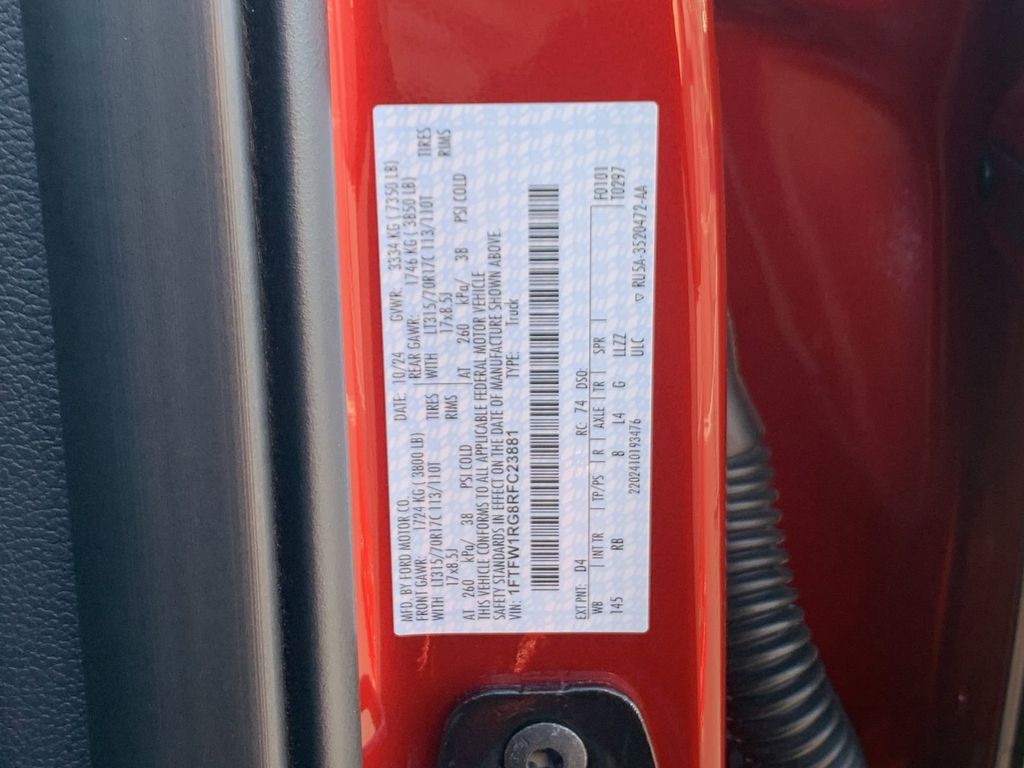 MFD. BY FORD MOTOR CO. DATE: 10/24 GVWR: 3334 KG (7350 LB)
FRONT GAWR: 1724 KG (3800 LB) REAR GAWR: 1746 KG (3850 LB)
WITH LT315/70R17C 113/110T TIRES WITH LT315/70R17C 113/110T TIRES
17x8.5J RIMS 17x8.5J RIMS
AT 260 kPa/ 38 PSI COLD AT 260 kPa/ 38 PSI COLD
THIS VEHICLE CONFORMS TO ALL APPLICABLE FEDERAL MOTOR VEHICLE
SAFETY STANDARDS IN EFFECT ON THE DATE OF MANUFACTURE SHOWN ABOVE.
VIN: 1FTFW1RG8RFC23881 TYPE: Truck
EXT PNT: D4 RC: 74 DSO: F0101
WB INT TR TP/PS R AXLE TR SPR T0297
145 RB 8 L4 G LLZZ
2202410193476 ULC ▽ RU5A-3520472-AA